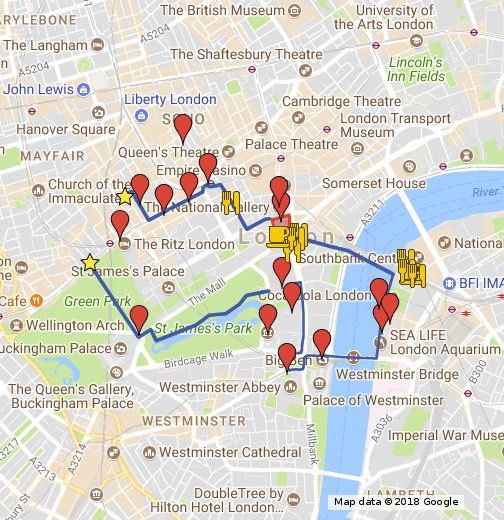 ARYLEBONE
The British Museum
University of
the Arts London
The Langham
A5204
A5204
The Shaftesbury Theatre
Lincoln's
Inn Fields
John Lewis
Liberty London
Cambridge Theatre
SOHO
Hanover Square
London Transport
Museum
Queen's Theatre
Palace Theatre
MAYFAIR
Empire Casino
Church of the
Immaculate
Somerset House
River
The National Gallery
A3211
London
The Ritz London
National
Southbank Centre
St James's Palace
The Mall
BFI IMA
Cafe
Green Park
Coca-Cola London
Wellington Arch
St James's Park
SEA LIFE
London Aquarium
Buckingham Palace
Birdcage Walk
Big Ben
Westminster Bridge
B300
The Queen's Gallery,
Buckingham Palace
Westminster Abbey
Palace of Westminster
A3036
WESTMINSTER
Millbank
Imperial War Museum
A3217
A3214
Westminster Cathedral
A3213
A3214
DoubleTree by
Hilton Hotel London...
LAMBETH
Map data ©2018 Google